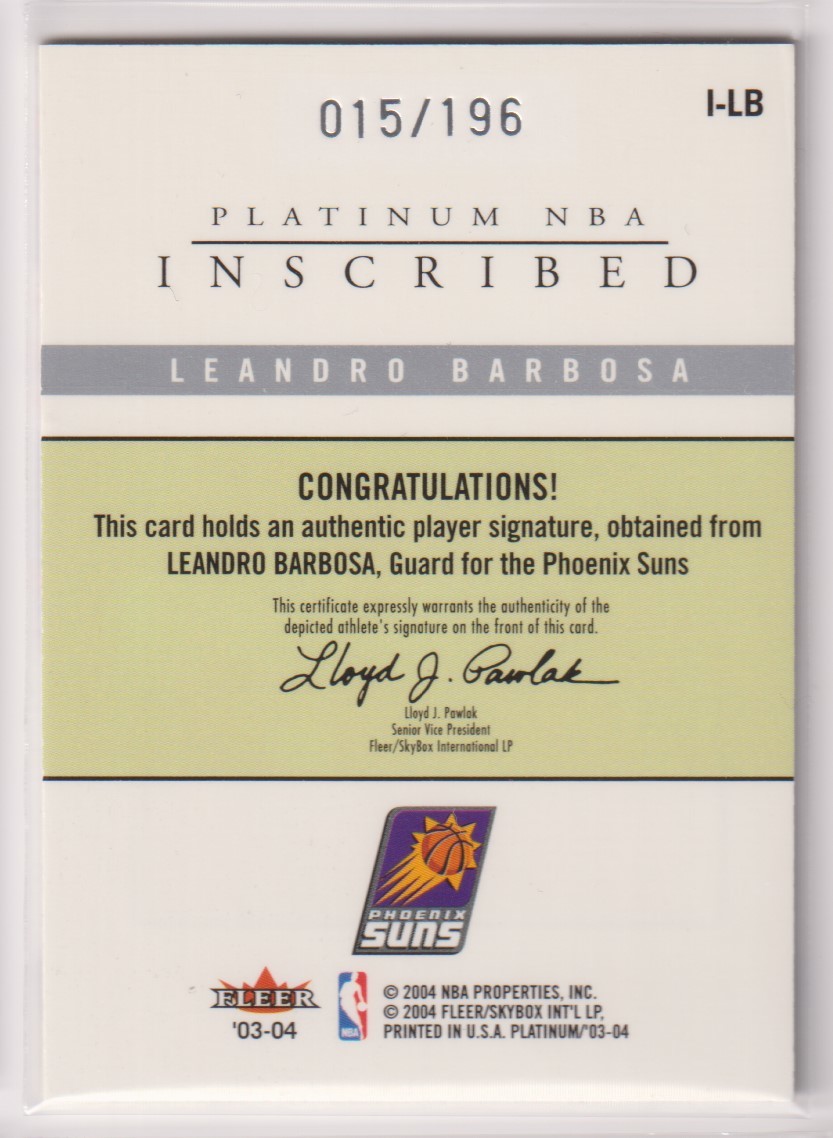 015/196
I-LB
PLATINUM NBA
INSCRIBED
LEANDRO BARBOSA
CONGRATULATIONS!
This card holds an authentic player signature, obtained from
LEANDRO BARBOSA, Guard for the Phoenix Suns
This certificate expressly warrants the authenticity of the
depicted athlete's signature on the front of this card.
Lloyd J. Pawlak
Lloyd J. Pawlak
Senior Vice President
Fleer/SkyBox International LP
PHOENIX
SUNS
FLEER
'03-04
NBA
© 2004 NBA PROPERTIES, INC.
© 2004 FLEER/SKYBOX INT'L LP,
PRINTED IN U.S.A. PLATINUM/'03-04